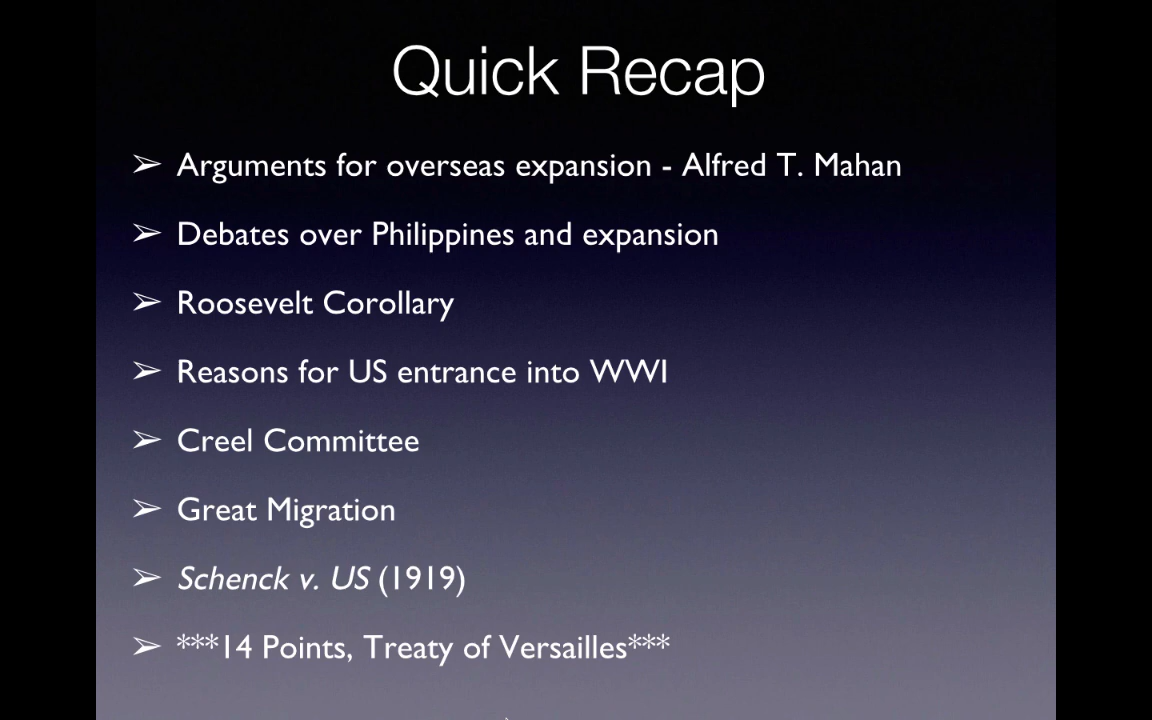 Quick Recap
➢ Arguments for overseas expansion - Alfred T. Mahan
➢ Debates over Philippines and expansion
➢ Roosevelt Corollary
➢ Reasons for US entrance into WWI
➢ Creel Committee
➢ Great Migration
➢ Schenck v. US (1919)
➢ ***14 Points, Treaty of Versailles***